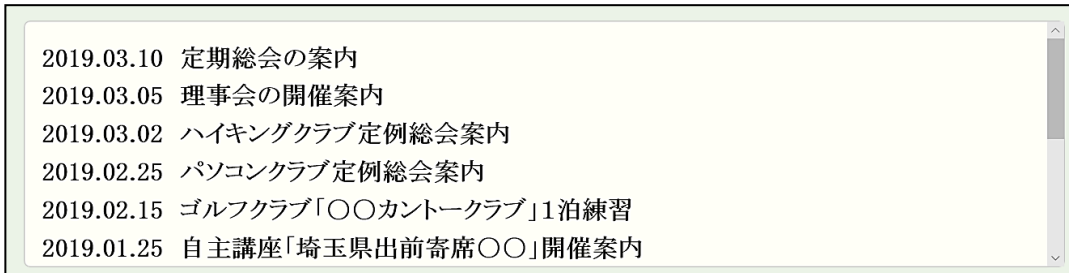 2019.03.10 定期総会の案内
2019.03.05 理事会の開催案内
2019.03.02 ハイキングクラブ定例総会案内
2019.02.25 パソコンクラブ定例総会案内
2019.02.15 ゴルフクラブ「〇〇カントークラブ」1泊練習
2019.01.25 自主講座「埼玉県出前寄席〇〇」開催案内